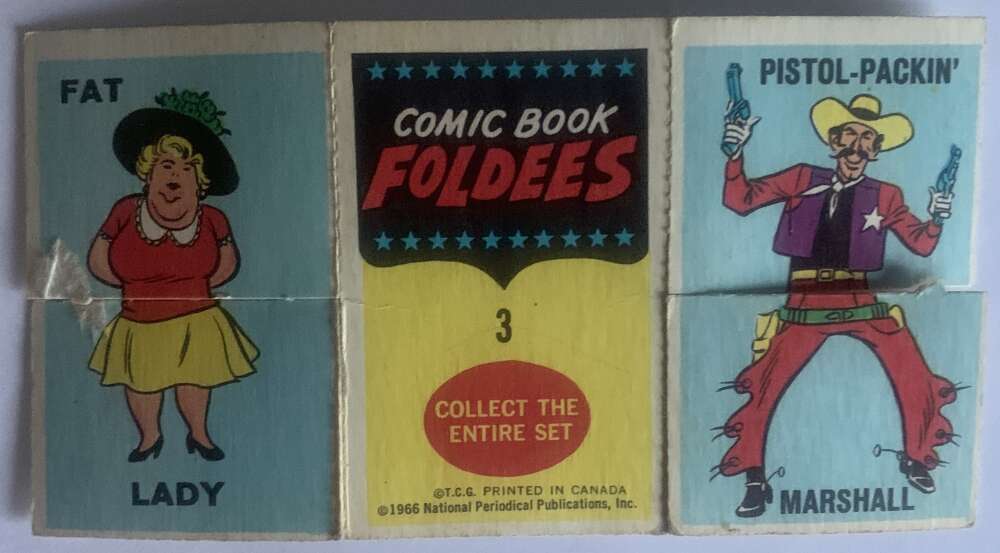 FAT
LADY
COMIC BOOK
FOLDEES
3
COLLECT THE
ENTIRE SET
©T.C.G. PRINTED IN CANADA
©1966 National Periodical Publications, Inc.
PISTOL-PACKIN'
MARSHALL